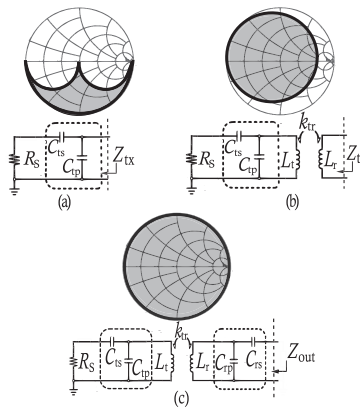 R_S C_ts C_tp Z_tx
(a)
k_tr
R_S C_ts C_tp L_t L_r Z_t
(b)
k_tr
R_S C_ts C_tp L_t L_r C_rp C_rs Z_out
(c)